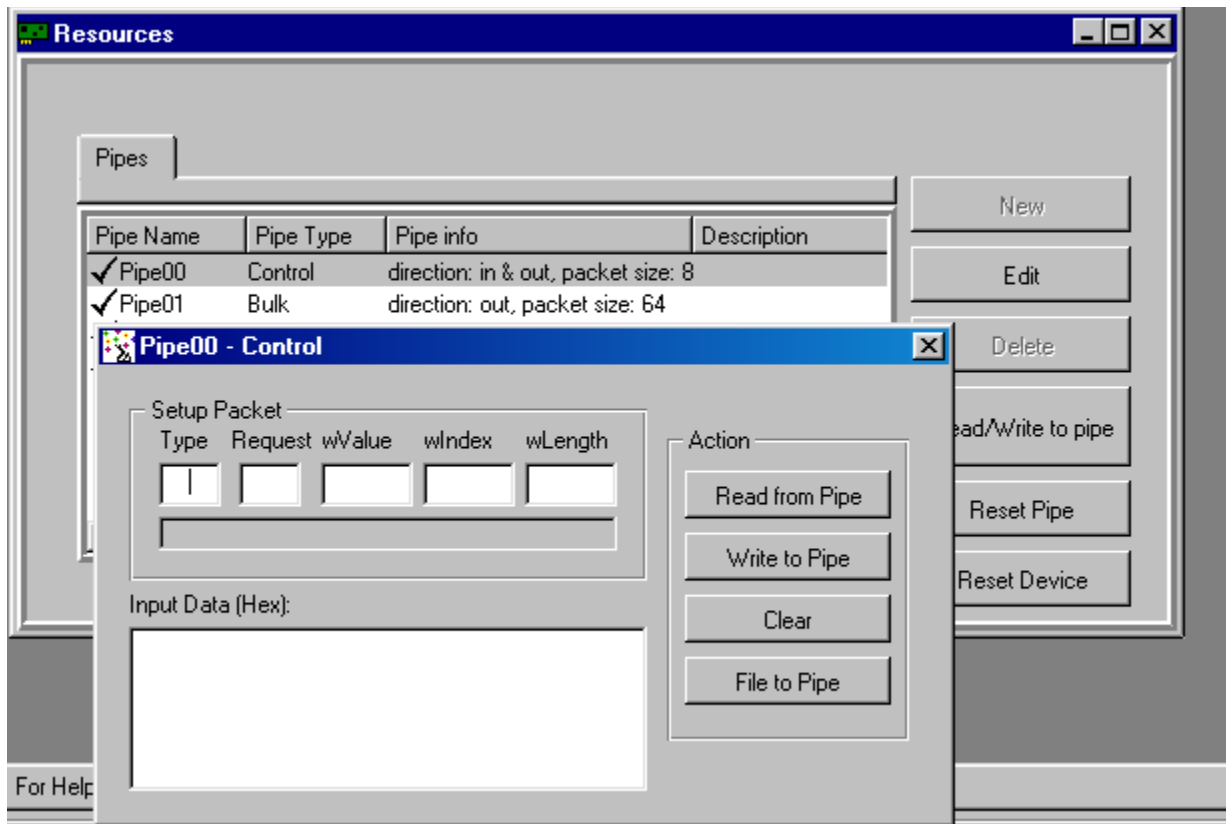 Resources
Pipes
Pipe Name Pipe Type Pipe info Description
Pipe00 Control direction: in & out, packet size: 8
Pipe01 Bulk direction: out, packet size: 64
New
Edit
Delete
ead/Write to pipe
Reset Pipe
Reset Device
Pipe00 - Control
Setup Packet
Type Request wValue wIndex wLength
Input Data (Hex):
Action
Read from Pipe
Write to Pipe
Clear
File to Pipe
For Help